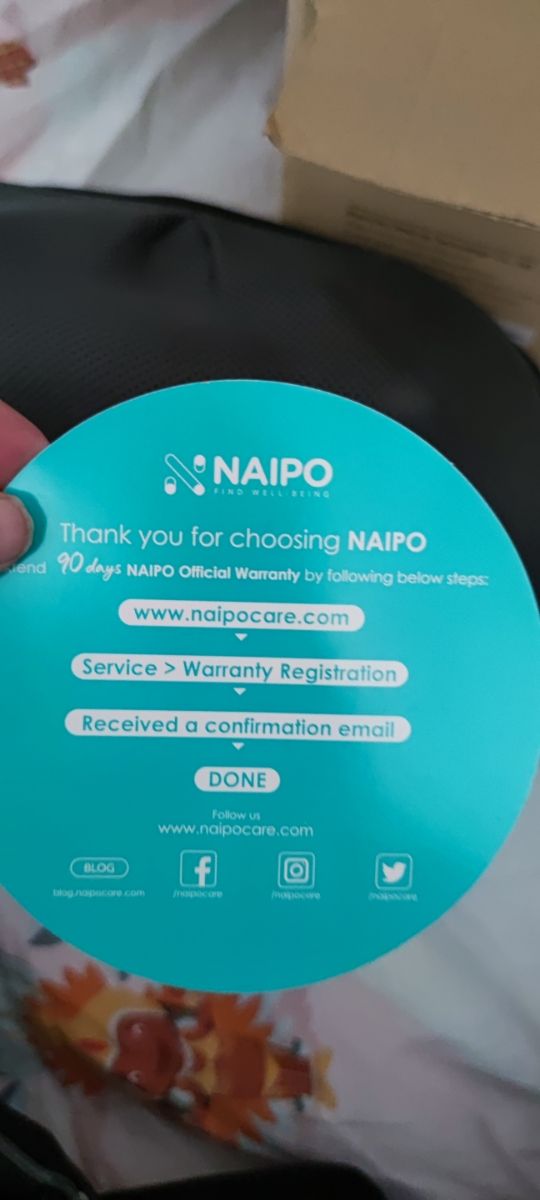 NAIPO
FIND WELL-BEING
Thank you for choosing NAIPO
90 days NAIPO Official Warranty by following below steps:
www.naipocare.com
Service > Warranty Registration
Received a confirmation email
DONE
Follow us
www.naipocare.com
BLOG
blog.naipocare.com /naipocare /naipocare /naipocare